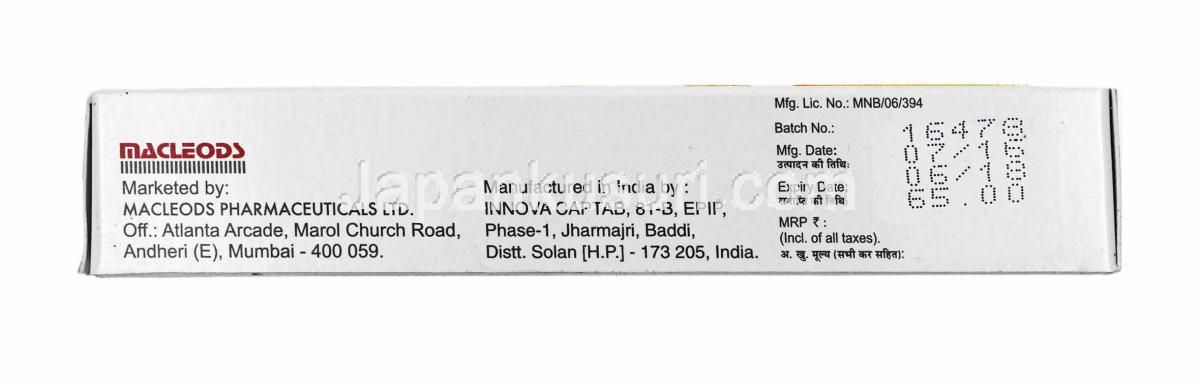 MACLEODS
Marketed by:
MACLEODS PHARMACEUTICALS LTD.
Off.: Atlanta Arcade, Marol Church Road,
Andheri (E), Mumbai - 400 059.
Manufactured in India by :
INNOVA CAPTAB, 81-B, EPIP,
Phase-1, Jharmajri, Baddi,
Distt. Solan [H.P.] - 173 205, India.
Mfg. Lic. No.: MNB/06/394
Batch No.: 16478
Mfg. Date: 07/16
उत्पादन की तिथि:
Expiry Date: 06/18
समाप्ति की तिथि:
MRP ₹ : 65.00
(Incl. of all taxes).
अ. खु. मूल्य (सभी कर सहित):
Japankusuri.com